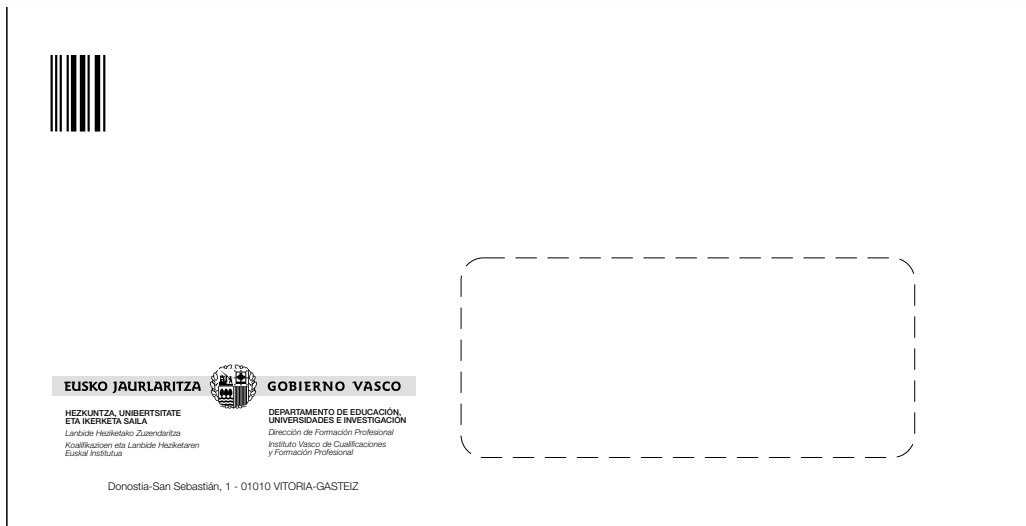 EUSKO JAURLARITZA GOBIERNO VASCO
HEZKUNTZA, UNIBERTSITATE
ETA IKERKETA SAILA
Lanbide Heziketako Zuzendaritza
Koalifikazioen eta Lanbide Heziketaren
Euskal Institutua
DEPARTAMENTO DE EDUCACIÓN,
UNIVERSIDADES E INVESTIGACIÓN
Dirección de Formación Profesional
Instituto Vasco de Cualificaciones
y Formación Profesional
Donostia-San Sebastián, 1 - 01010 VITORIA-GASTEIZ